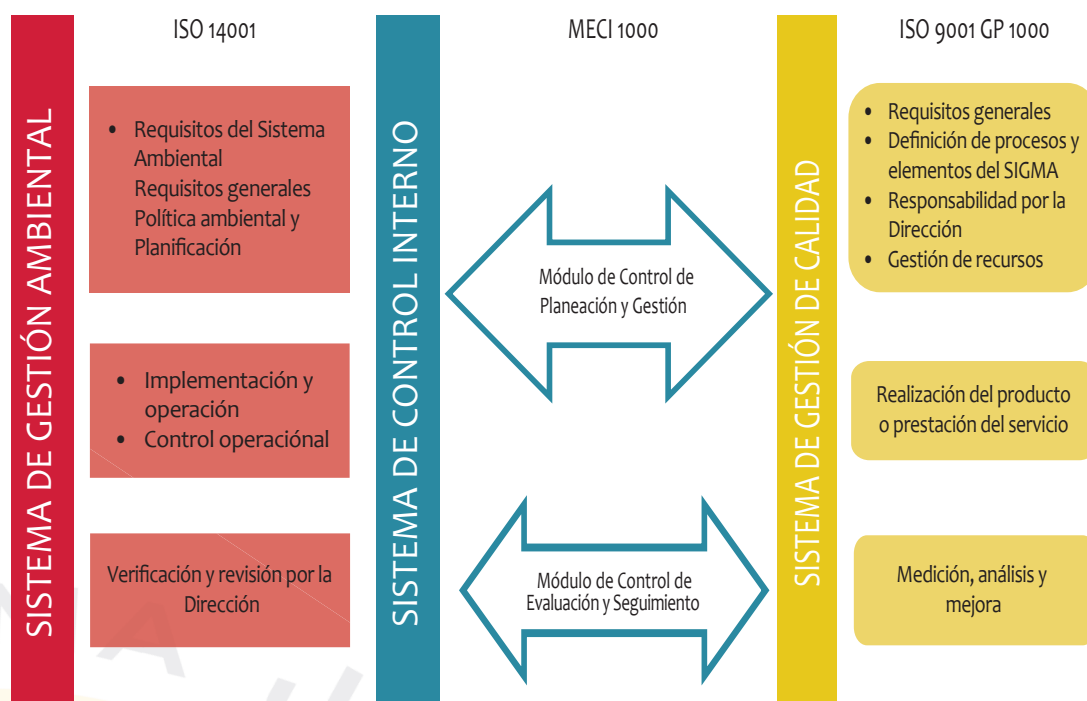 SISTEMA DE GESTIÓN AMBIENTAL
ISO 14001
• Requisitos del Sistema
Ambiental
Requisitos generales
Política ambiental y
Planificación
• Implementación y
operación
• Control operaciónal
Verificación y revisión por la
Dirección
SISTEMA DE CONTROL INTERNO
MECI 1000
Módulo de Control de
Planeación y Gestión
Módulo de Control de
Evaluación y Seguimiento
SISTEMA DE GESTIÓN DE CALIDAD
ISO 9001 GP 1000
• Requisitos generales
• Definición de procesos y
elementos del SIGMA
• Responsabilidad por la
Dirección
• Gestión de recursos
Realización del producto
o prestación del servicio
Medición, análisis y
mejora